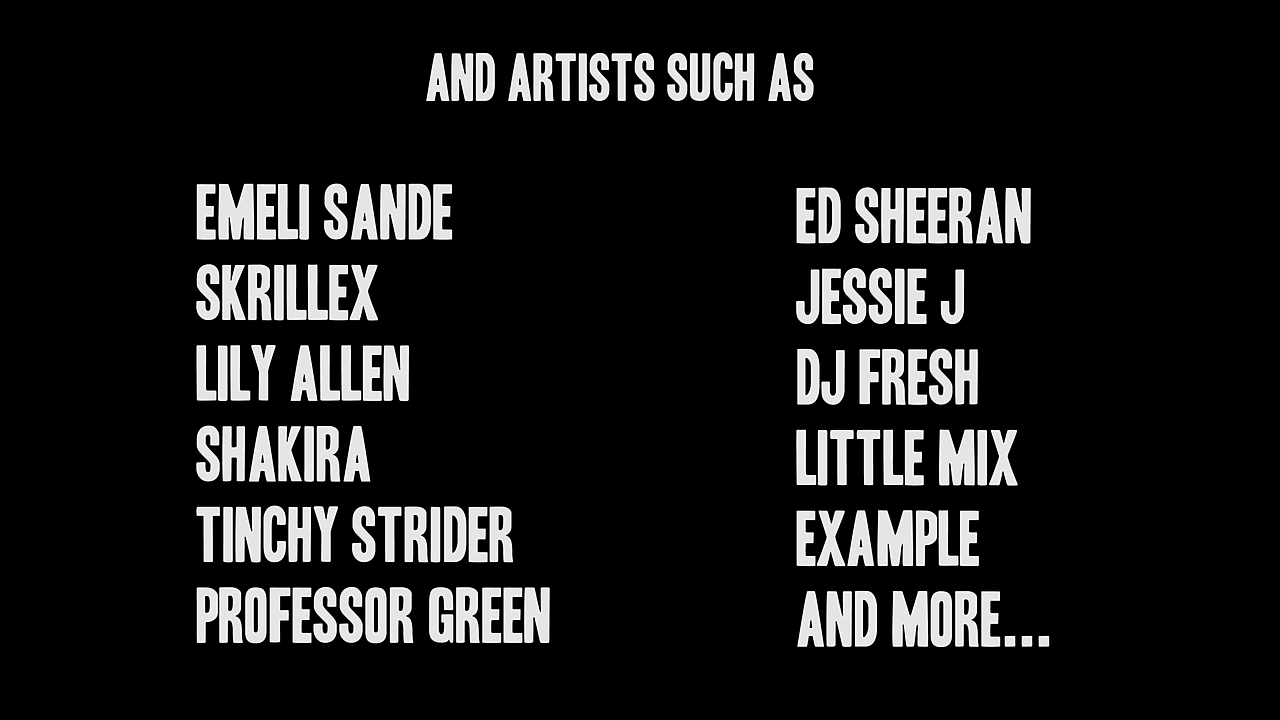 AND ARTISTS SUCH AS
EMELI SANDE
SKRILLEX
LILY ALLEN
SHAKIRA
TINCHY STRIDER
PROFESSOR GREEN
ED SHEERAN
JESSIE J
DJ FRESH
LITTLE MIX
EXAMPLE
AND MORE...